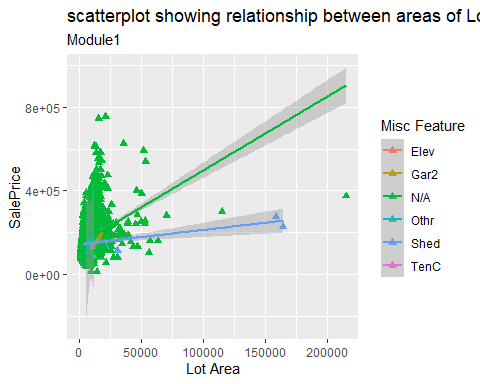 scatterplot showing relationship between areas of Lo
Module1
8e+05
4e+05
0e+00
SalePrice
0 50000 100000 150000 200000
Lot Area
Misc Feature
Elev
Gar2
N/A
Othr
Shed
TenC